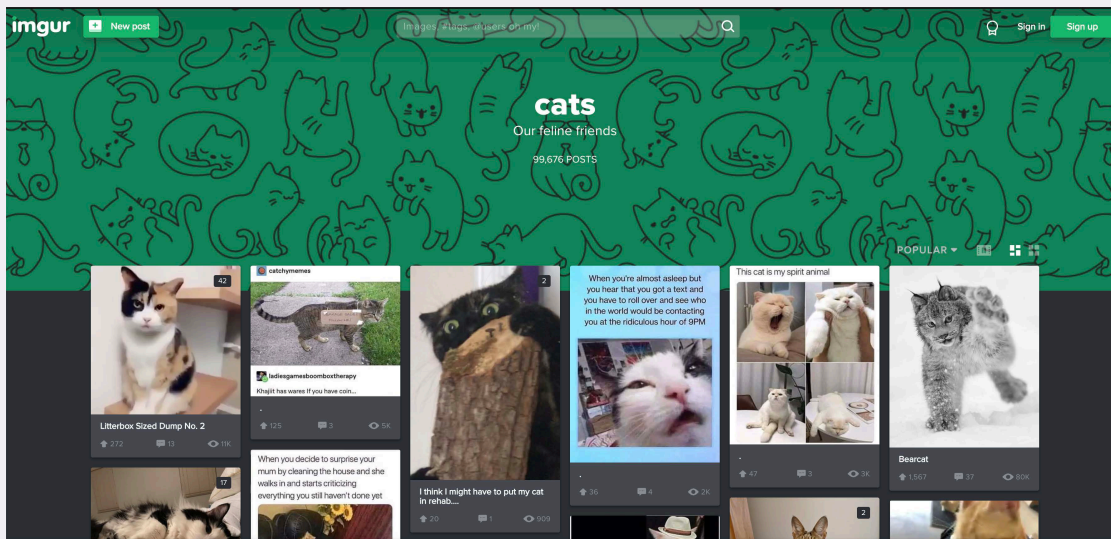 imgur
New post
Images, #tags, @users oh my!
Sign in
Sign up
cats
Our feline friends
99,676 POSTS
POPULAR
42
Litterbox Sized Dump No. 2
272 13 11K
17
catchymemes
ladiesgamesboomboxtherapy
Khajiit has wares If you have coin...
.
125 3 5K
When you decide to surprise your
mum by cleaning the house and she
walks in and starts criticizing
everything you still haven't done yet
2
I think I might have to put my cat
in rehab....
20 1 909
When you're almost asleep but
you hear that you got a text and
you have to roll over and see who
in the world would be contacting
you at the ridiculous hour of 9PM
.
36 4 2K
This cat is my spirit animal
.
47 3 3K
2
Bearcat
1,567 37 80K